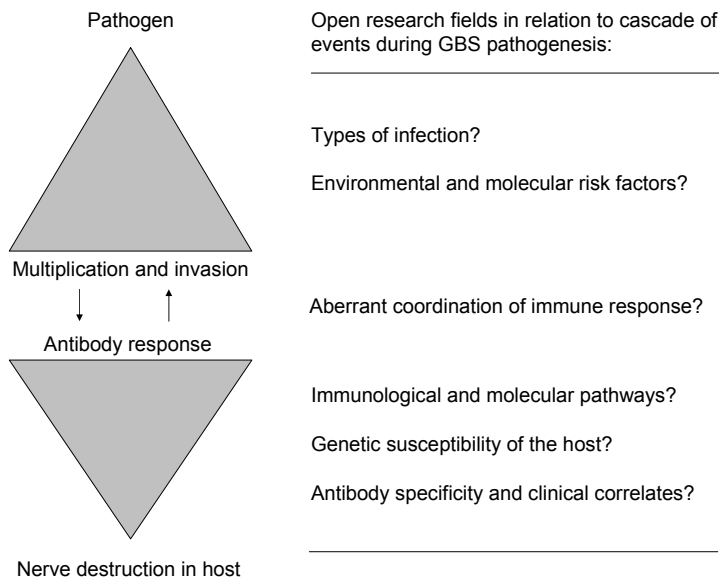 Pathogen
Multiplication and invasion
Antibody response
Nerve destruction in host
Open research fields in relation to cascade of
events during GBS pathogenesis:
Types of infection?
Environmental and molecular risk factors?
Aberrant coordination of immune response?
Immunological and molecular pathways?
Genetic susceptibility of the host?
Antibody specificity and clinical correlates?